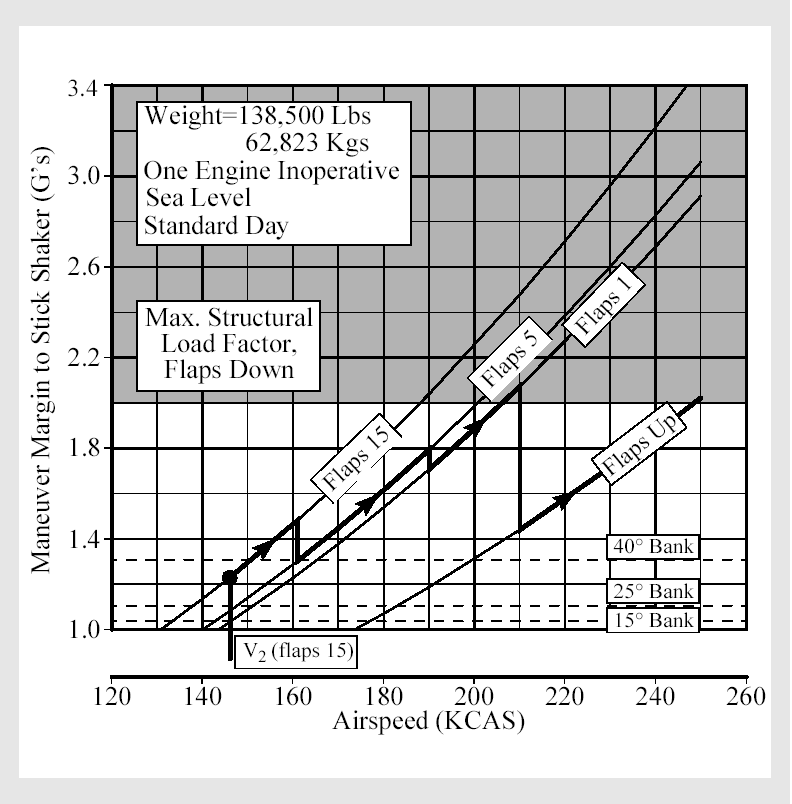 3.4
3.0
2.6
2.2
1.8
1.4
1.0
Maneuver Margin to Stick Shaker (G's)
Weight=138,500 Lbs
62,823 Kgs
One Engine Inoperative
Sea Level
Standard Day
Max. Structural
Load Factor,
Flaps Down
Flaps 15
Flaps 5
Flaps 1
Flaps Up
40° Bank
25° Bank
15° Bank
V2 (flaps 15)
120 140 160 180 200 220 240 260
Airspeed (KCAS)